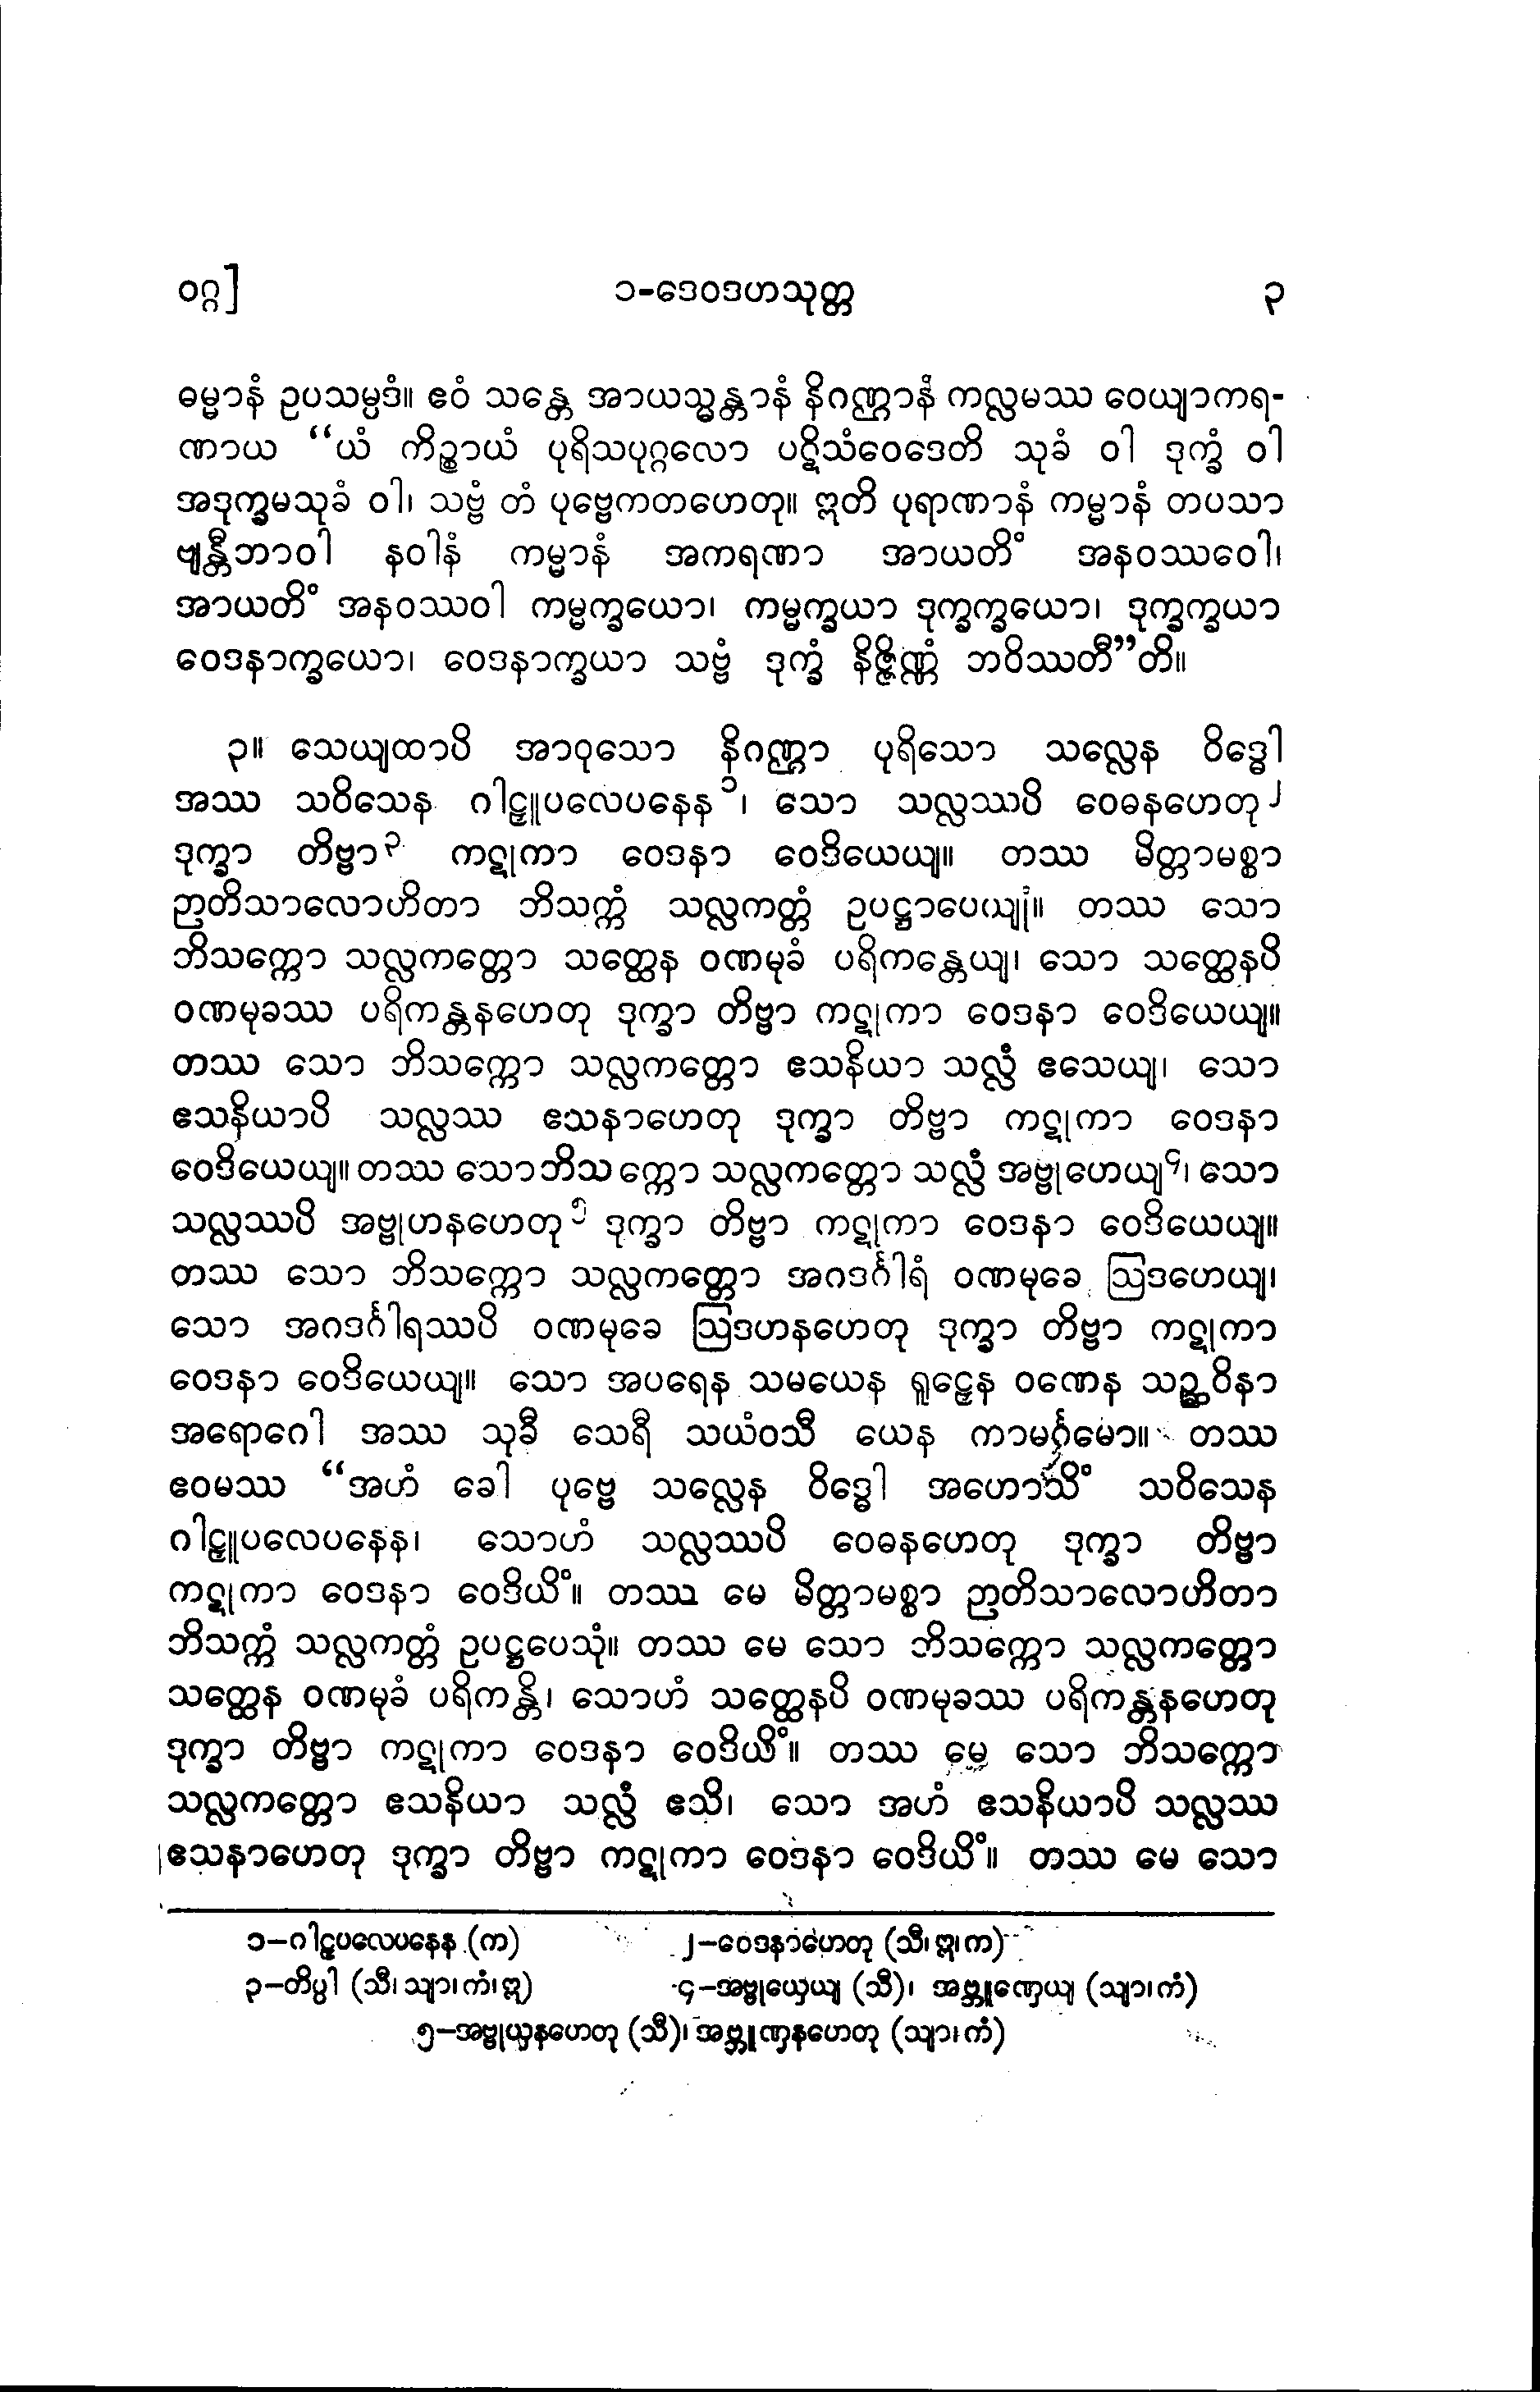 ဝဂ္ဂ] ၁-ဒေဝဒဟသုတ္တ ၃
ဓမ္မာနံ ဥပသမ္ပဒံ။ ဧဝံ သန္တေ အာယသ္မန္တာနံ နိဂဏ္ဌာနံ ကလ္လမဿ ဝေယျာကရ-
ဏာယ “ယံ ကိဉ္စာယံ ပုရိသပုဂ္ဂလော ပဋိသံဝေဒေတိ သုခံ ဝါ ဒုက္ခံ ဝါ
အဒုက္ခမသုခံ ဝါ၊ သဗ္ဗံ တံ ပုဗ္ဗေကတဟေတု။ ဣတိ ပုရာဏာနံ ကမ္မာနံ တပသာ
ဗျန္တီဘာဝါ နဝါနံ ကမ္မာနံ အကရဏာ အာယတိံ အနဝဿဝေါ၊
အာယတိံ အနဝဿဝါ ကမ္မက္ခယော၊ ကမ္မက္ခယာ ဒုက္ခက္ခယော၊ ဒုက္ခက္ခယာ
ဝေဒနာက္ခယော၊ ဝေဒနာက္ခယာ သဗ္ဗံ ဒုက္ခံ နိဇ္ဇိဏ္ဏံ ဘဝိဿတီ”တိ။
၃။ သေယျထာပိ အာဝုသော နိဂဏ္ဌာ ပုရိသော သလ္လေန ဝိဒ္ဓေါ
အဿ သဝိသေန ဂါဠှူပလေပနေန၁၊ သော သလ္လဿပိ ဝေဓနဟေတု၂
ဒုက္ခာ တိဗ္ဗာ၃ ကဋုကာ ဝေဒနာ ဝေဒိယေယျ။ တဿ မိတ္တာမစ္စာ
ဉာတိသာလောဟိတာ ဘိသက္ကံ သလ္လကတ္တံ ဥပဋ္ဌာပေယျုံ။ တဿ သော
ဘိသက္ကော သလ္လကတ္တော သတ္ထေန ဝဏမုခံ ပရိကန္တေယျ၊ သော သတ္ထေနပိ
ဝဏမုခဿ ပရိကန္တနဟေတု ဒုက္ခာ တိဗ္ဗာ ကဋုကာ ဝေဒနာ ဝေဒိယေယျ။
တဿ သော ဘိသက္ကော သလ္လကတ္တော ဧသနိယာ သလ္လံ ဧသေယျ၊ သော
ဧသနိယာပိ သလ္လဿ ဧသနာဟေတု ဒုက္ခာ တိဗ္ဗာ ကဋုကာ ဝေဒနာ
ဝေဒိယေယျ။ တဿ သော ဘိသက္ကော သလ္လကတ္တော သလ္လံ အဗ္ဗုဟေယျ၄၊ သော
သလ္လဿပိ အဗ္ဗုဟနဟေတု၅ ဒုက္ခာ တိဗ္ဗာ ကဋုကာ ဝေဒနာ ဝေဒိယေယျ။
တဿ သော ဘိသက္ကော သလ္လကတ္တော အဂဒင်္ဂါရံ ဝဏမုခေ ဩဒဟေယျ၊
သော အဂဒင်္ဂါရဿပိ ဝဏမုခေ ဩဒဟနဟေတု ဒုက္ခာ တိဗ္ဗာ ကဋုကာ
ဝေဒနာ ဝေဒိယေယျ။ သော အပရေန သမယေန ရူဠှေန ဝဏေန သဉ္ဆဝိနာ
အရောဂေါ အဿ သုခီ သေရီ သယံဝသီ ယေန ကာမင်္ဂမော။ တဿ
ဧဝမဿ “အဟံ ခေါ ပုဗ္ဗေ သလ္လေန ဝိဒ္ဓေါ အဟောသိံ သဝိသေန
ဂါဠှူပလေပနေန၊ သောဟံ သလ္လဿပိ ဝေဓနဟေတု ဒုက္ခာ တိဗ္ဗာ
ကဋုကာ ဝေဒနာ ဝေဒိယိံ။ တဿ မေ မိတ္တာမစ္စာ ဉာတိသာလောဟိတာ
ဘိသက္ကံ သလ္လကတ္တံ ဥပဋ္ဌပေသုံ။ တဿ မေ သော ဘိသက္ကော သလ္လကတ္တော
သတ္ထေန ဝဏမုခံ ပရိကန္တိ၊ သောဟံ သတ္ထေနပိ ဝဏမုခဿ ပရိကန္တနဟေတု
ဒုက္ခာ တိဗ္ဗာ ကဋုကာ ဝေဒနာ ဝေဒိယိံ။ တဿ မေ သော ဘိသက္ကော
သလ္လကတ္တော ဧသနိယာ သလ္လံ ဧသိ၊ သော အဟံ ဧသနိယာပိ သလ္လဿ
ဧသနာဟေတု ဒုက္ခာ တိဗ္ဗာ ကဋုကာ ဝေဒနာ ဝေဒိယိံ။ တဿ မေ သော
၁–ဂါဠှပလေပနေန (က) ၂–ဝေဒနာဟေတု (သီ၊ ဣ၊ က)
၃–တိပ္ပါ (သီ၊ သျာ၊ ကံ၊ ဣ) ၄–အဗ္ဗုယှေယျ (သီ)၊ အဗ္ဘူဏှေယျ (သျာ၊ ကံ)
၅–အဗ္ဗုယှနဟေတု (သီ)၊ အဗ္ဘူဏှနဟေတု (သျာ၊ ကံ)